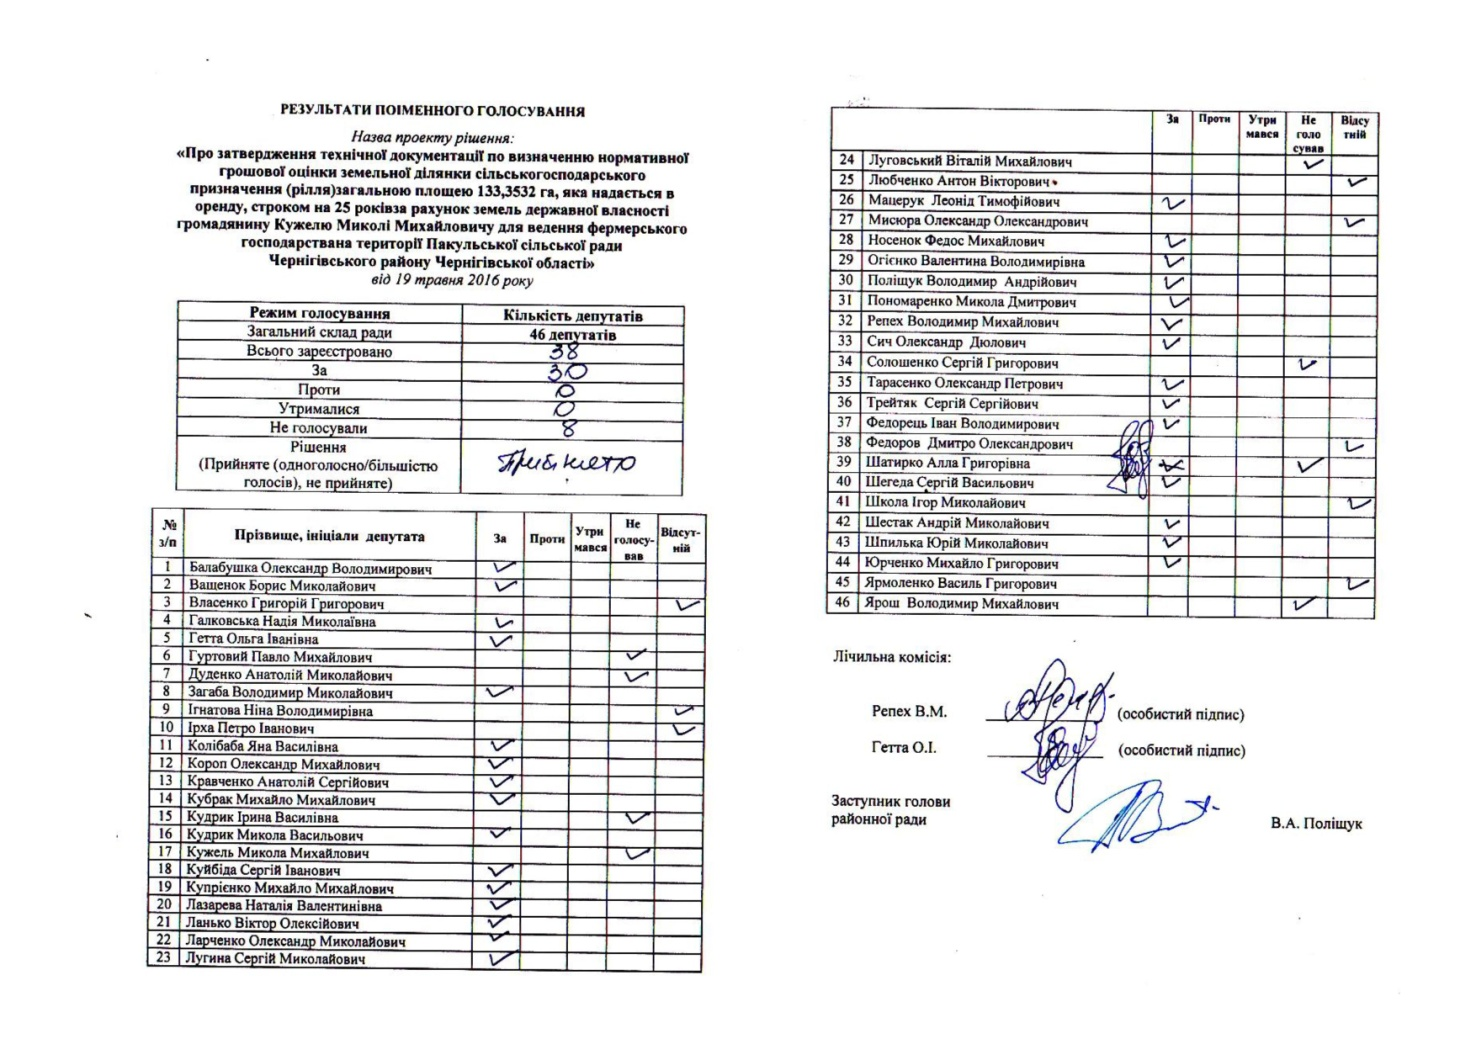 РЕЗУЛЬТАТИ ПОІМЕННОГО ГОЛОСУВАННЯ
Назва проекту рішення:
«Про затвердження технічної документації по визначенню нормативної
грошової оцінки земельної ділянки сільськогосподарського
призначення (рілля)загальною площею 133,3532 га, яка надається в
оренду, строком на 25 роківза рахунок земель державної власності
громадянину Кужелю Миколі Михайловичу для ведення фермерського
господарствана території Пакульської сільської ради
Чернігівського району Чернігівської області»
від 19 травня 2016 року
Режим голосування Кількість депутатів
Загальний склад ради 46 депутатів
Всього зареєстровано 38
За 30
Проти 0
Утрималися 0
Не голосували 8
Рішення
(Прийняте (одноголосно/більшістю
голосів), не прийняте) Прийнято
№ з/п Прізвище, ініціали депутата За Проти Утри мався Не голосу-вав Відсут-ній
1 Балабушка Олександр Володимирович
2 Ващенок Борис Миколайович
3 Власенко Григорій Григорович
4 Галковська Надія Миколаївна
5 Гетта Ольга Іванівна
6 Гуртовий Павло Михайлович
7 Дуденко Анатолій Михайлович
8 Загаба Володимир Миколайович
9 Ігнатова Ніна Володимирівна
10 Ірха Петро Іванович
11 Колібаба Яна Василівна
12 Короп Олександр Михайлович
13 Кравченко Анатолій Сергійович
14 Кубрак Михайло Михайлович
15 Кудрик Ірина Василівна
16 Кудрик Микола Васильович
17 Кужель Микола Михайлович
18 Куйбіда Сергій Іванович
19 Купрієнко Михайло Михайлович
20 Лазарева Наталія Валентинівна
21 Ланько Віктор Олексійович
22 Ларченко Олександр Миколайович
23 Лугина Сергій Миколайович
За Проти Утри мався Не голо сував Відсу тній
24 Луговський Віталій Михайлович
25 Любченко Антон Вікторович
26 Мацерук Леонід Тимофійович
27 Мисюра Олександр Олександрович
28 Носенок Федос Михайлович
29 Огієнко Валентина Володимирівна
30 Поліщук Володимир Андрійович
31 Пономаренко Микола Дмитрович
32 Репех Володимир Михайлович
33 Сич Олександр Дюлович
34 Солошенко Сергій Григорович
35 Тарасенко Олександр Петрович
36 Трейтяк Сергій Сергійович
37 Федорець Іван Володимирович
38 Федоров Дмитро Олександрович
39 Шатирко Алла Григорівна
40 Шегеда Сергій Васильович
41 Школа Ігор Миколайович
42 Шестак Андрій Миколайович
43 Шпилька Юрій Миколайович
44 Юрченко Михайло Григорович
45 Ярмоленко Василь Григорович
46 Ярош Володимир Михайлович
Лічильна комісія:
Репех В.М. (особистий підпис)
Гетта О.І. (особистий підпис)
Заступник голови
районної ради В.А. Поліщук